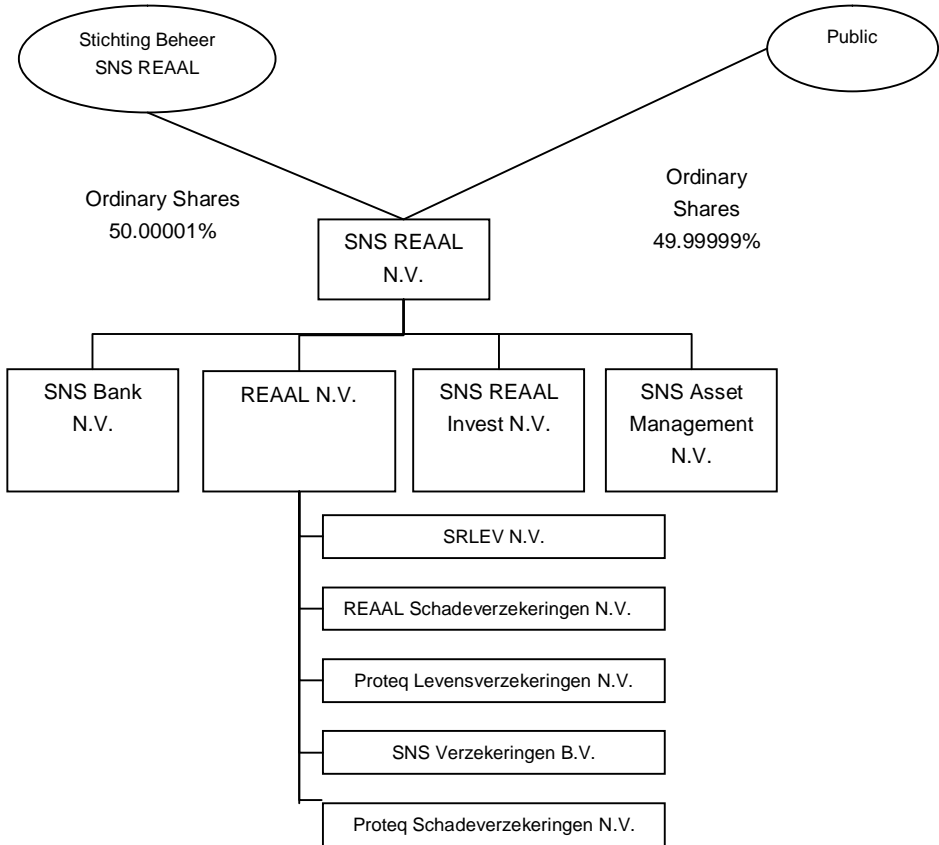 Stichting Beheer
SNS REAAL
Public
Ordinary Shares
50.00001%
Ordinary
Shares
49.99999%
SNS REAAL
N.V.
SNS Bank
N.V.
REAAL N.V.
SNS REAAL
Invest N.V.
SNS Asset
Management
N.V.
SRLEV N.V.
REAAL Schadeverzekeringen N.V.
Proteq Levensverzekeringen N.V.
SNS Verzekeringen B.V.
Proteq Schadeverzekeringen N.V.